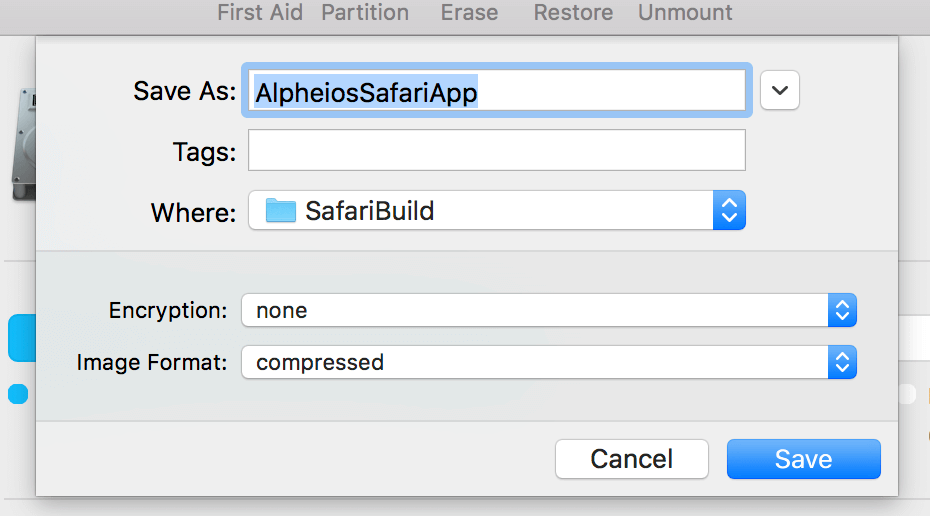 First Aid Partition Erase Restore Unmount
Save As: AlpheiosSafariApp
Tags:
Where: SafariBuild
Encryption: none
Image Format: compressed
Cancel Save